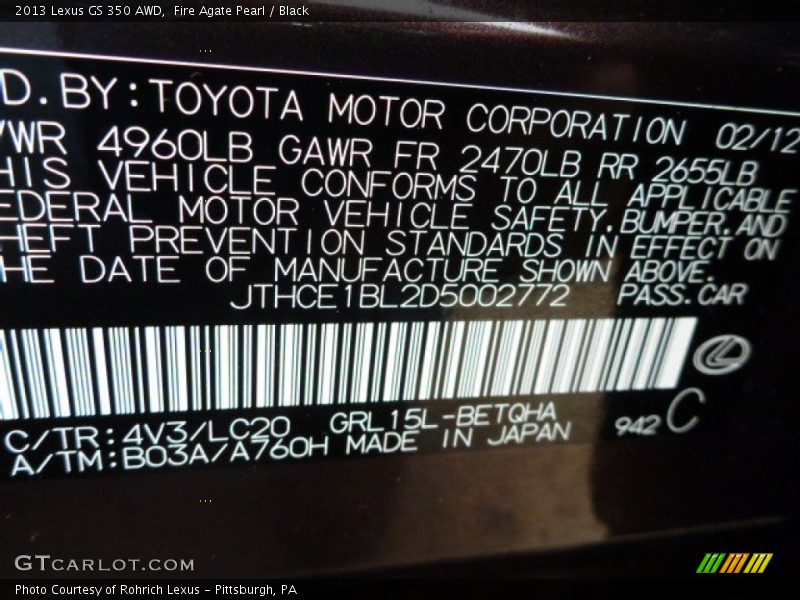 2013 Lexus GS 350 AWD,  Fire Agate Pearl / Black
D.BY:TOYOTA MOTOR CORPORATION 02/12
VWR 4960LB GAWR FR 2470LB RR 2655LB
HIS VEHICLE CONFORMS TO ALL APPLICABLE
EDERAL MOTOR VEHICLE SAFETY.BUMPER.AND
HEFT PREVENTION STANDARDS IN EFFECT ON
HE DATE OF MANUFACTURE SHOWN ABOVE.
JTHCE1BL2D5002772 PASS.CAR
C/TR:4V3/LC20 GRL15L-BETQHA
A/TM:B03A/A760H MADE IN JAPAN 942 C
GTCARLOT.COM
Photo Courtesy of Rohrich Lexus - Pittsburgh, PA